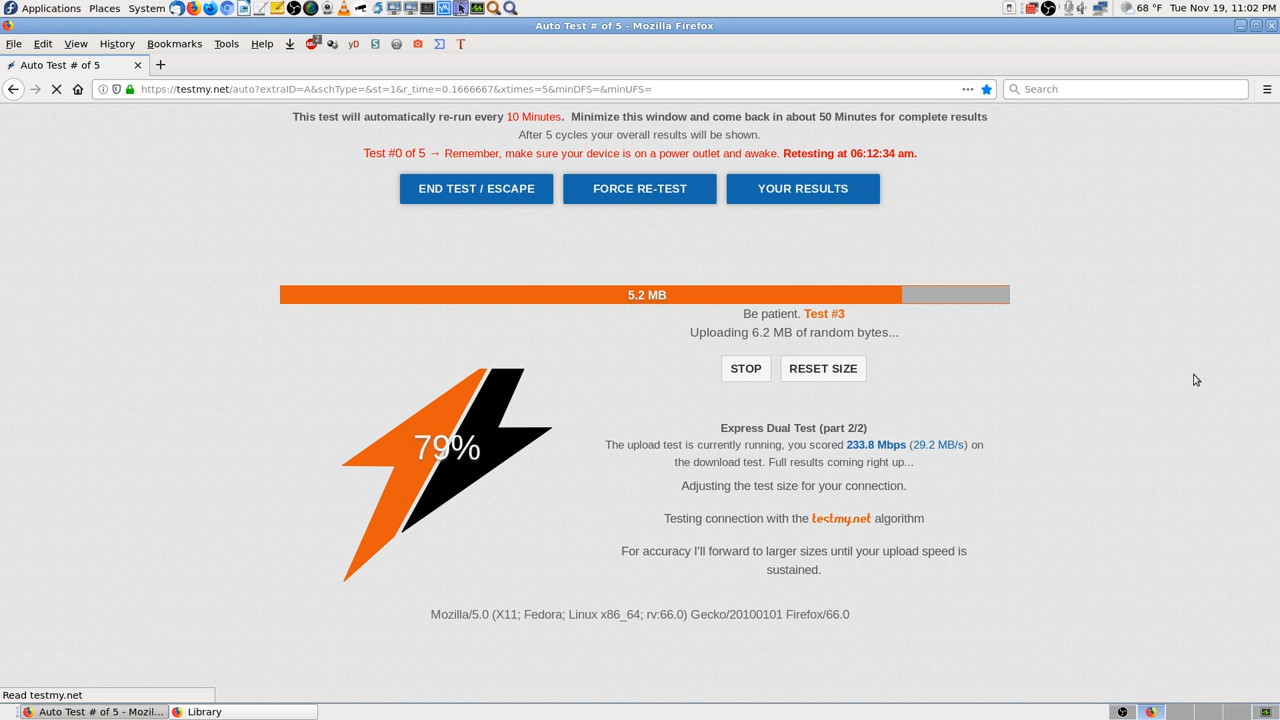 Applications Places System
68 °F Tue Nov 19, 11:02 PM
Auto Test # of 5 - Mozilla Firefox
File Edit View History Bookmarks Tools Help
Auto Test # of 5
https://testmy.net/auto?extraID=A&schType=&st=1&r_time=0.1666667&xtimes=5&minDFS=&minUFS=
Search
This test will automatically re-run every 10 Minutes. Minimize this window and come back in about 50 Minutes for complete results
After 5 cycles your overall results will be shown.
Test #0 of 5 → Remember, make sure your device is on a power outlet and awake. Retesting at 06:12:34 am.
END TEST / ESCAPE FORCE RE-TEST YOUR RESULTS
5.2 MB
Be patient. Test #3
Uploading 6.2 MB of random bytes...
STOP RESET SIZE
79%
Express Dual Test (part 2/2)
The upload test is currently running, you scored 233.8 Mbps (29.2 MB/s) on
the download test. Full results coming right up...
Adjusting the test size for your connection.
Testing connection with the testmy.net algorithm
For accuracy I'll forward to larger sizes until your upload speed is
sustained.
Mozilla/5.0 (X11; Fedora; Linux x86_64; rv:66.0) Gecko/20100101 Firefox/66.0
Read testmy.net
Auto Test # of 5 - Mozil... Library